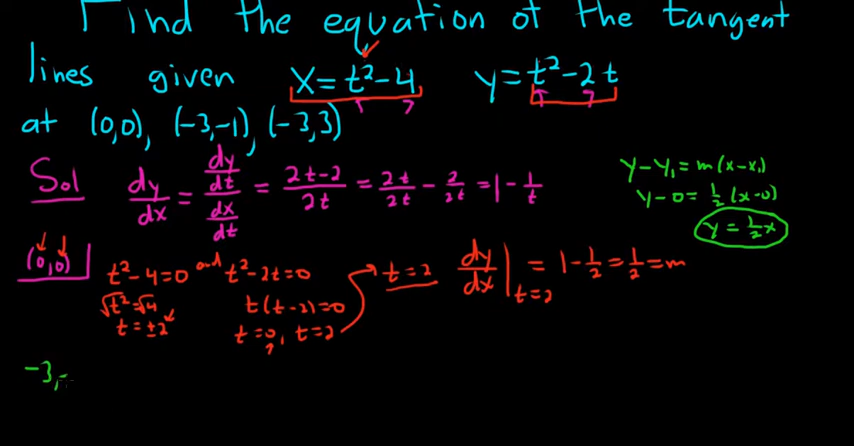 Find the equation of the tangent
lines given x = t² - 4 y = t² - 2t
at (0,0), (-3,-1), (-3,3)
Sol dy/dx = (dy/dt)/(dx/dt) = (2t-2)/(2t) = 2t/2t - 2/2t = 1 - 1/t
y - y₁ = m(x - x₁)
y - 0 = 1/2 (x - 0)
y = 1/2 x
(0,0) t² - 4 = 0 and t² - 2t = 0 t = 2 dy/dx |t=2 = 1 - 1/2 = 1/2 = m
√t² = √4 t(t-2) = 0
t = ±2 t = 0, t = 2
-3,-